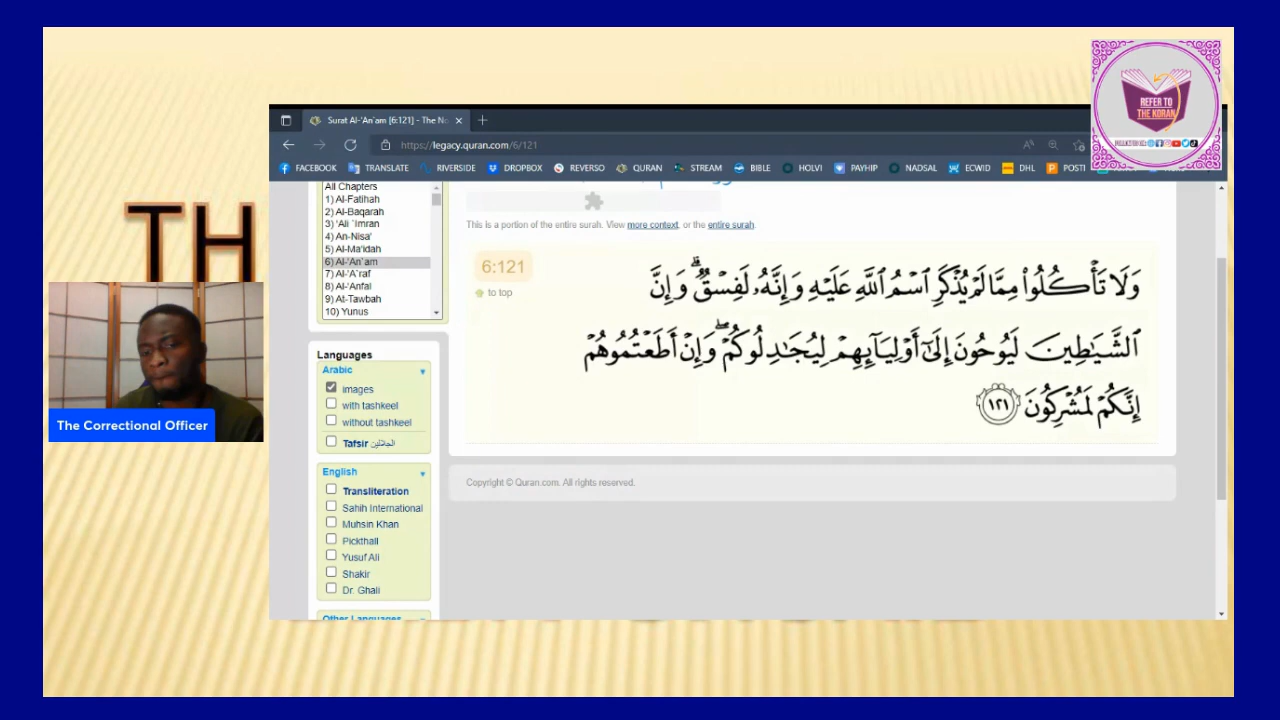 REFER TO
THE KORAN
Surat Al-'An`am [6:121] - The No
https://legacy.quran.com/6/121
FACEBOOK TRANSLATE RIVERSIDE DROPBOX REVERSO QURAN STREAM BIBLE HOLVI PAYHIP NADSAL ECWID DHL POSTI
All Chapters
1) Al-Fatihah
2) Al-Baqarah
3) 'Ali `Imran
4) An-Nisa'
5) Al-Ma'idah
6) Al-'An`am
7) Al-'A`raf
8) Al-'Anfal
9) At-Tawbah
10) Yunus
This is a portion of the entire surah. View more context, or the entire surah.
6:121
to top
وَلَا تَأْكُلُوا۟ مِمَّا لَمْ يُذْكَرِ ٱسْمُ ٱللَّهِ عَلَيْهِ وَإِنَّهُۥ لَفِسْقٌ ۗ وَإِنَّ
ٱلشَّيَـٰطِينَ لَيُوحُونَ إِلَىٰٓ أَوْلِيَآئِهِمْ لِيُجَـٰدِلُوكُمْ ۖ وَإِنْ أَطَعْتُمُوهُمْ
إِنَّكُمْ لَمُشْرِكُونَ ١٢١
Languages
Arabic
images
with tashkeel
without tashkeel
Tafsir الجلالين
English
Transliteration
Sahih International
Muhsin Khan
Pickthall
Yusuf Ali
Shakir
Dr. Ghali
Other Languages
Copyright © Quran.com. All rights reserved.
TH
The Correctional Officer